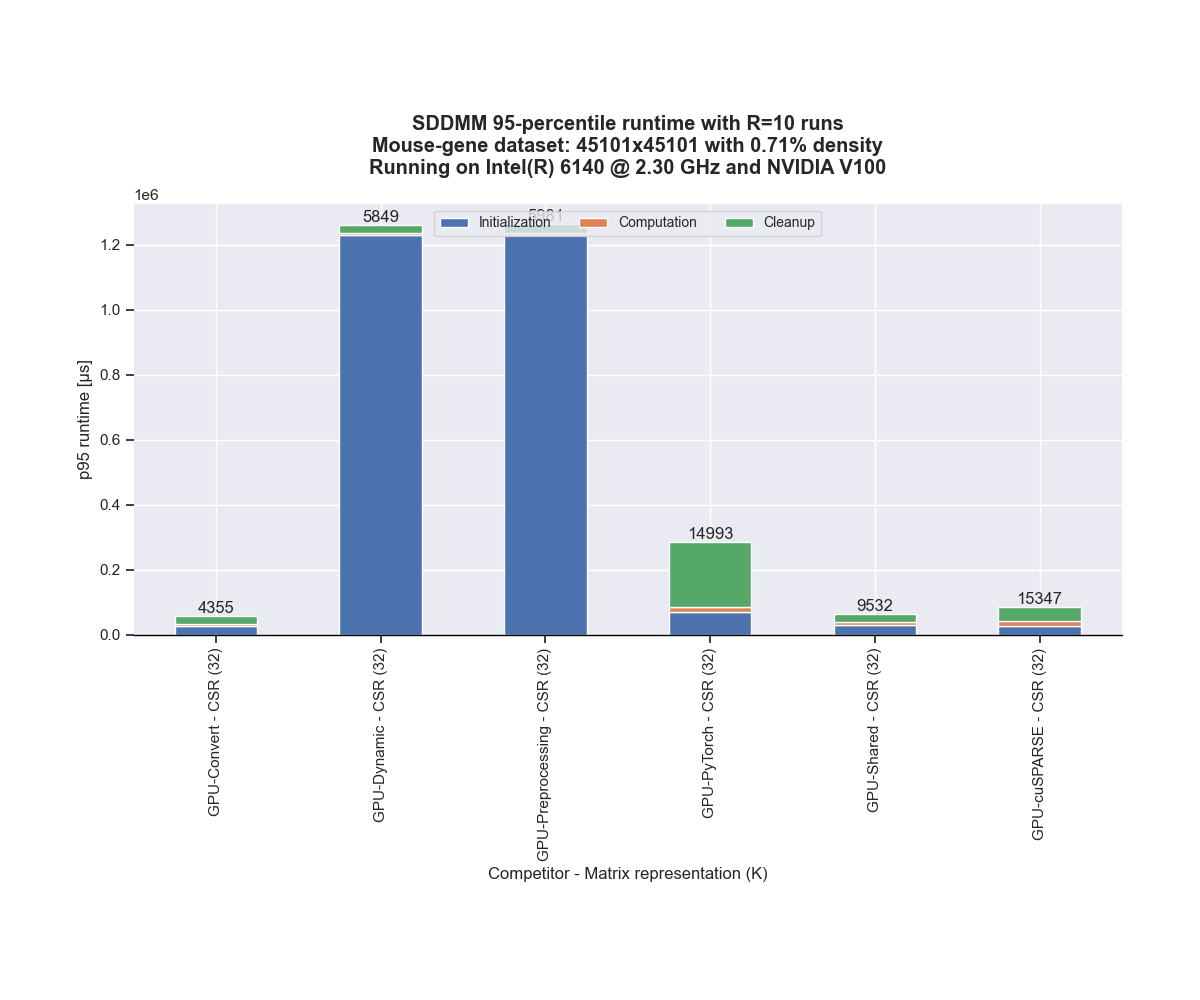 SDDMM 95-percentile runtime with R=10 runs
Mouse-gene dataset: 45101x45101 with 0.71% density
Running on Intel(R) 6140 @ 2.30 GHz and NVIDIA V100
1e6
5849
5981
Initialization Computation Cleanup
1.2
1.0
0.8
0.6
0.4
0.2
0.0
p95 runtime [µs]
4355
14993
9532
15347
GPU-Convert - CSR (32)
GPU-Dynamic - CSR (32)
GPU-Preprocessing - CSR (32)
GPU-PyTorch - CSR (32)
GPU-Shared - CSR (32)
GPU-cuSPARSE - CSR (32)
Competitor - Matrix representation (K)